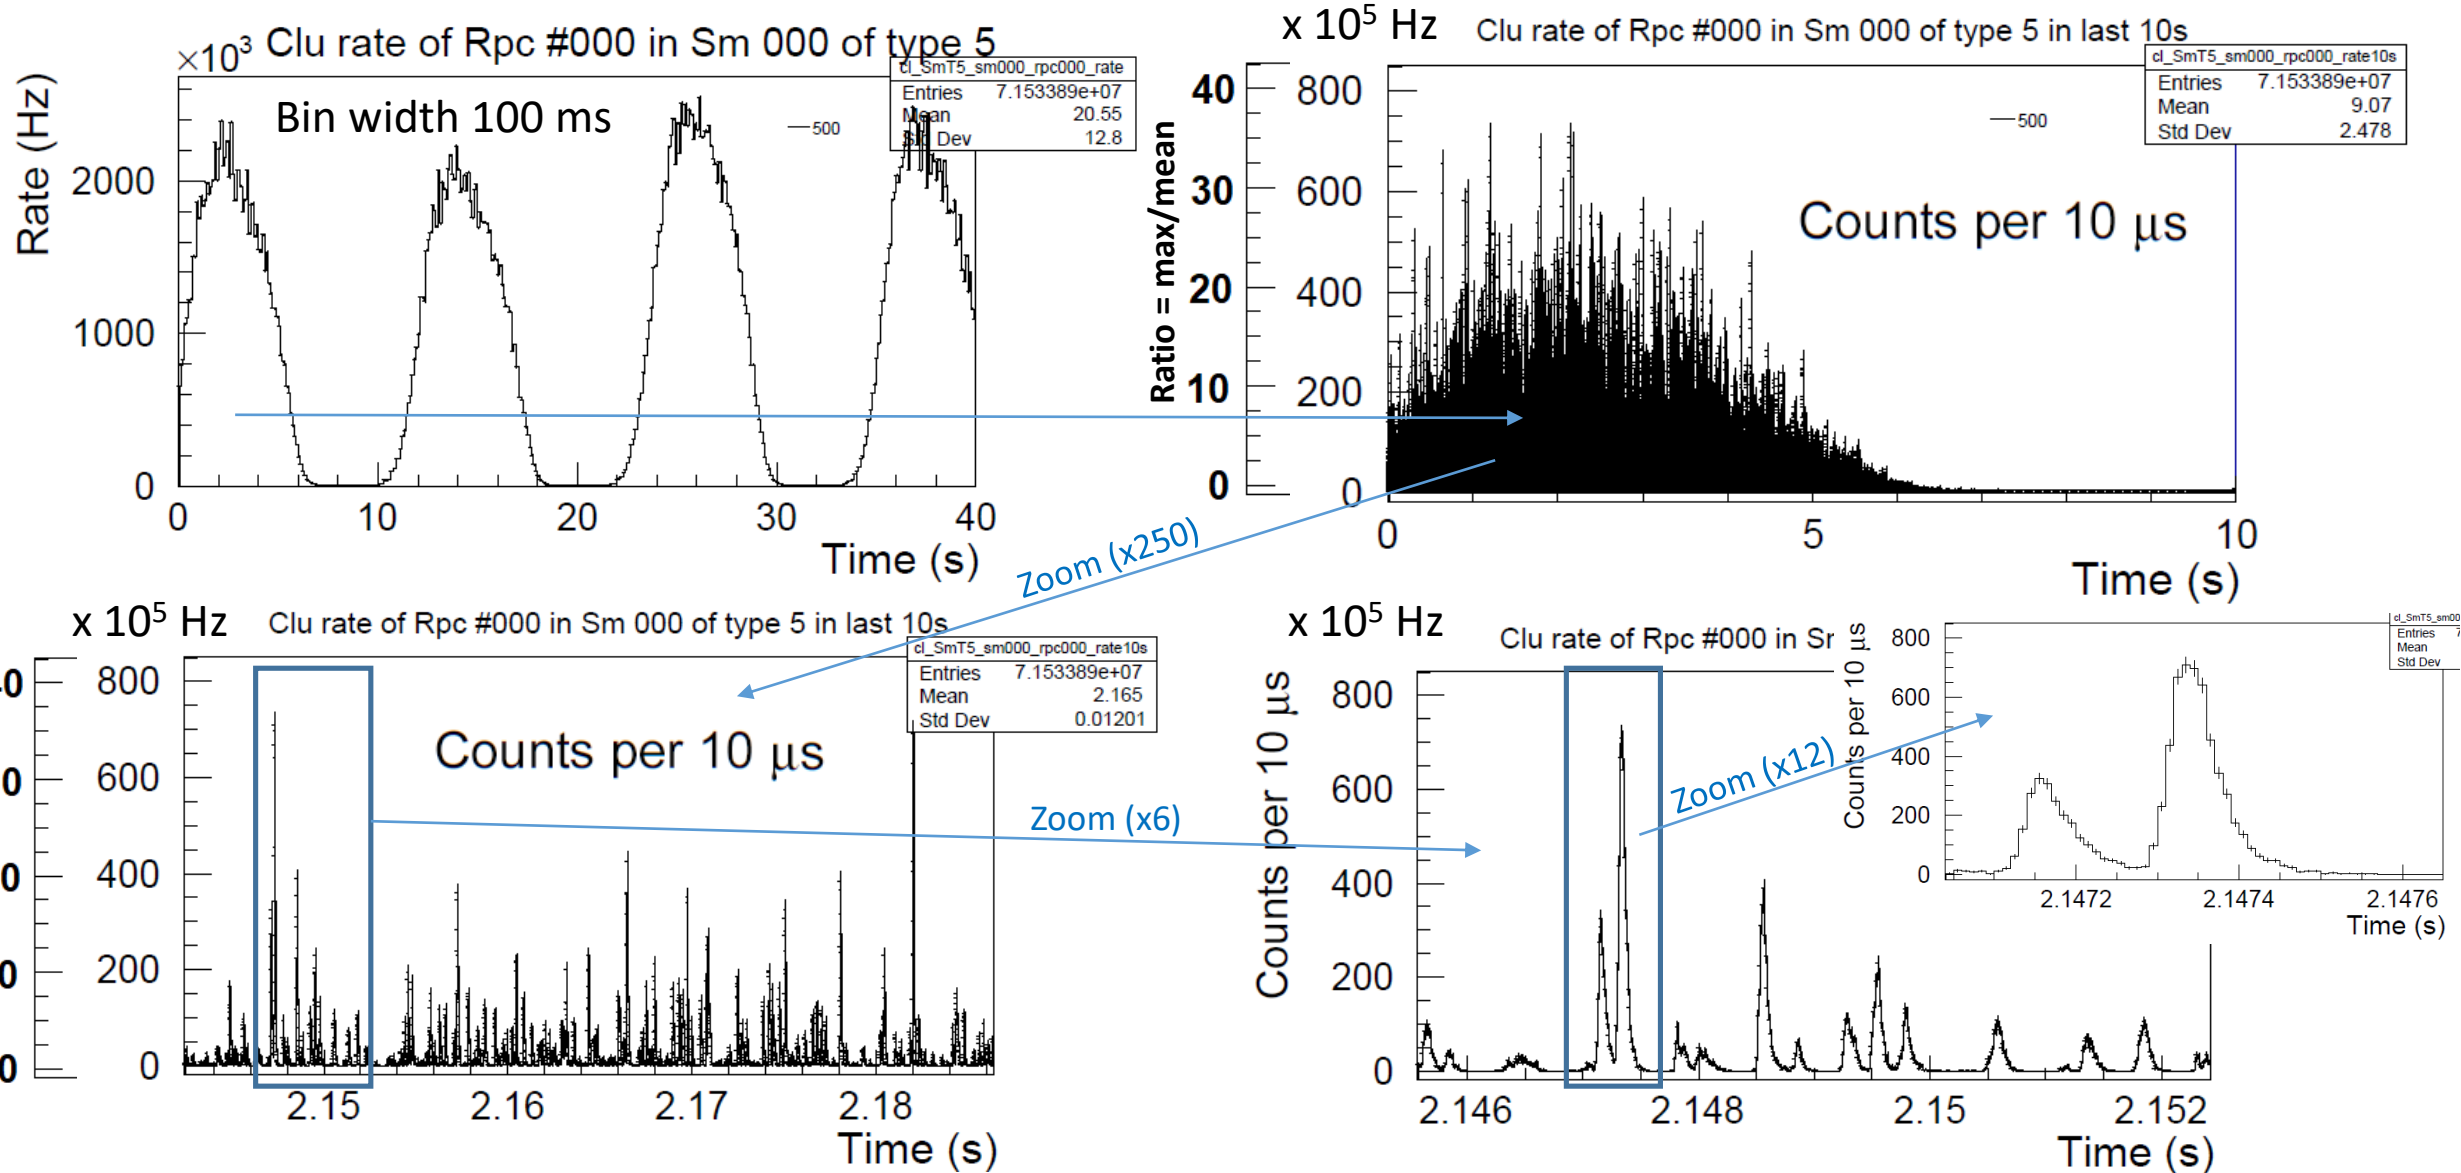 ×10³ Clu rate of Rpc #000 in Sm 000 of type 5
cl_SmT5_sm000_rpc000_rate
Entries 7.153389e+07
Mean 20.55
Std Dev 12.8
Bin width 100 ms
500
Rate (Hz)
2000
1000
0
0 10 20 30 40
Time (s)
x 10⁵ Hz
Clu rate of Rpc #000 in Sm 000 of type 5 in last 10s
cl_SmT5_sm000_rpc000_rate10s
Entries 7.153389e+07
Mean 9.07
Std Dev 2.478
500
Counts per 10 μs
Ratio = max/mean
40 800
30 600
20 400
10 200
0 0
0 5 10
Time (s)
Zoom (x250)
x 10⁵ Hz
Clu rate of Rpc #000 in Sm 000 of type 5 in last 10s
cl_SmT5_sm000_rpc000_rate10s
Entries 7.153389e+07
Mean 2.165
Std Dev 0.01201
Counts per 10 μs
0 800
0 600
0 400
0 200
0 0
2.15 2.16 2.17 2.18
Time (s)
Zoom (x6)
x 10⁵ Hz
Clu rate of Rpc #000 in Sr
Counts per 10 μs
800
600
400
200
0
2.146 2.148 2.15 2.152
Time (s)
Zoom (x12)
cl_SmT5_sm00
Entries 7
Mean
Std Dev
Counts per 10 μs
800
600
400
200
0
2.1472 2.1474 2.1476
Time (s)